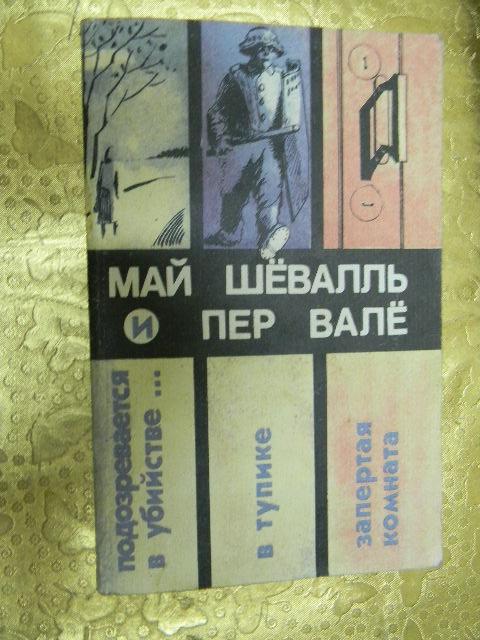 МАЙ ШЁВАЛЛЬ
И ПЕР ВАЛЁ
подозревается
в убийстве ...
в тупике
запертая
комната